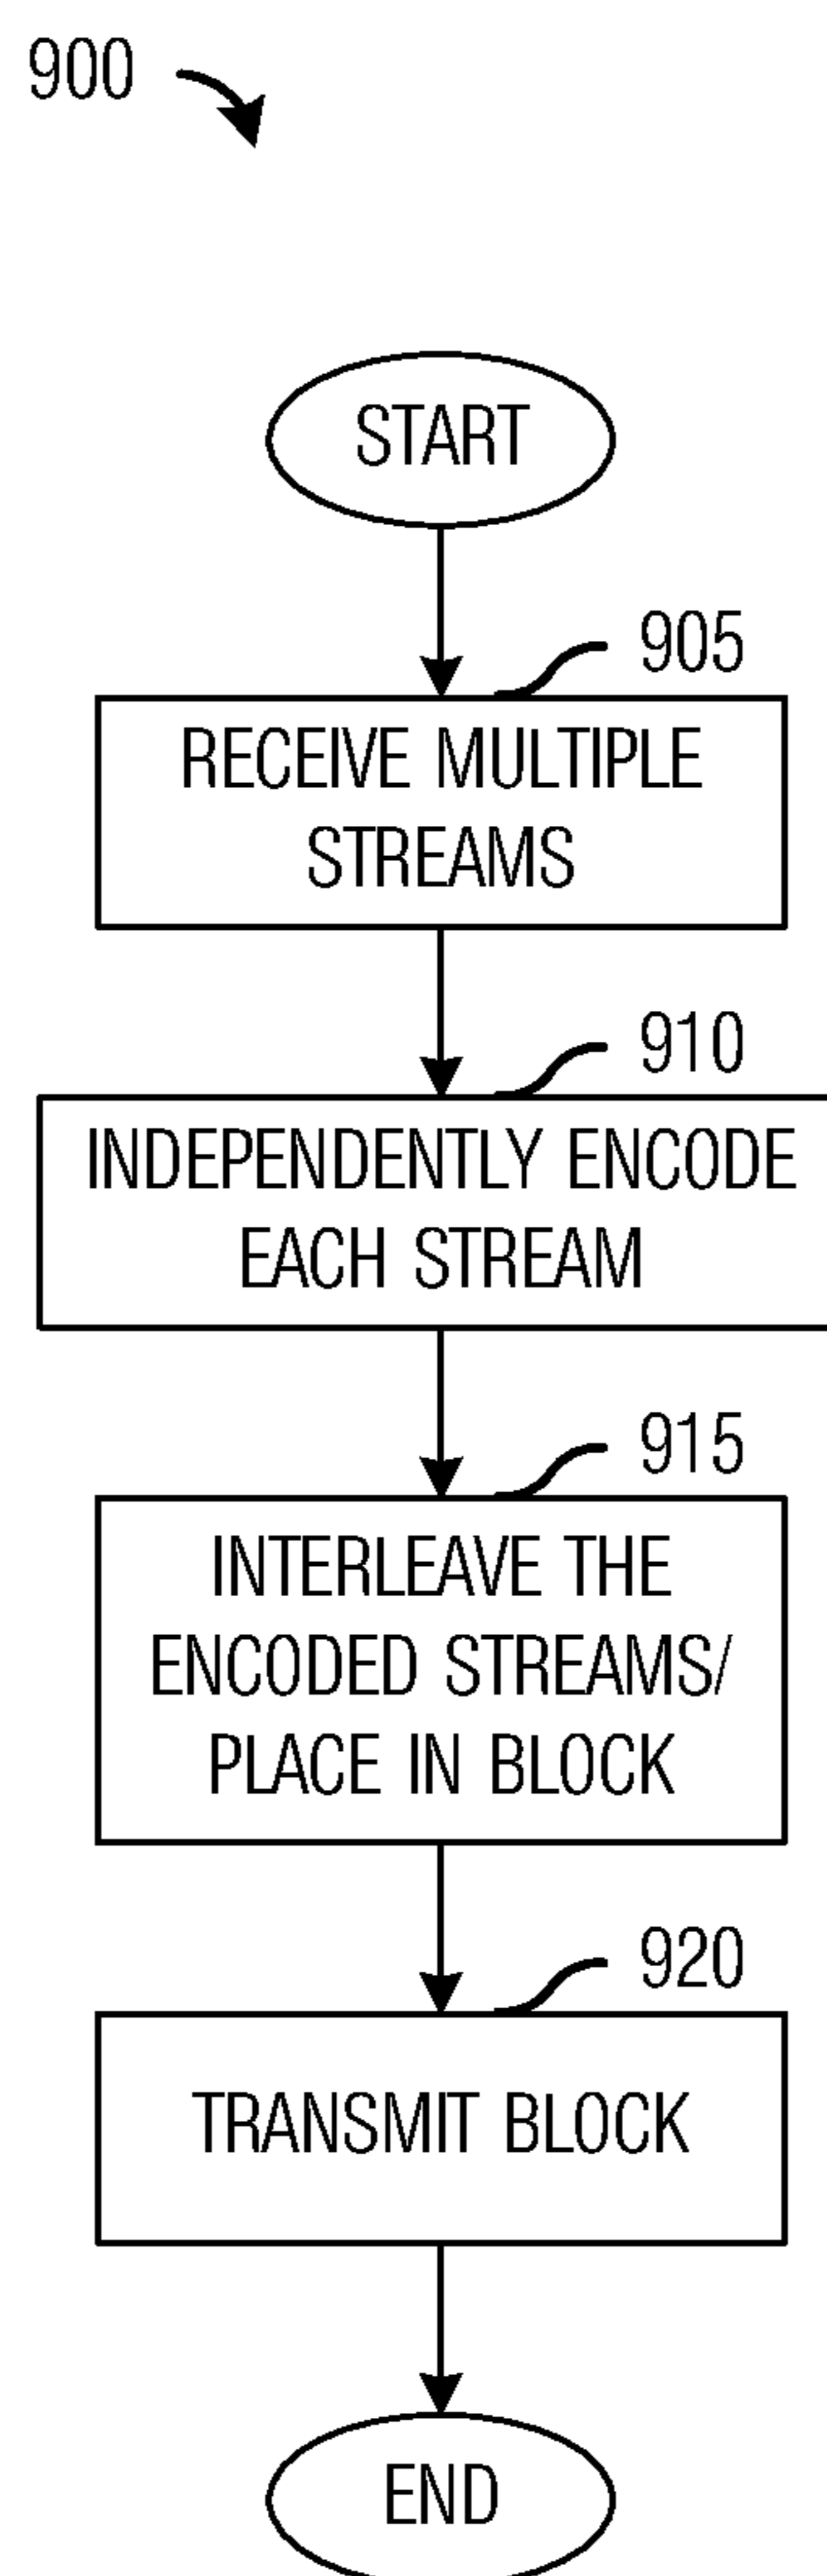 900
START
905
RECEIVE MULTIPLE
STREAMS
910
INDEPENDENTLY ENCODE
EACH STREAM
915
INTERLEAVE THE
ENCODED STREAMS/
PLACE IN BLOCK
920
TRANSMIT BLOCK
END